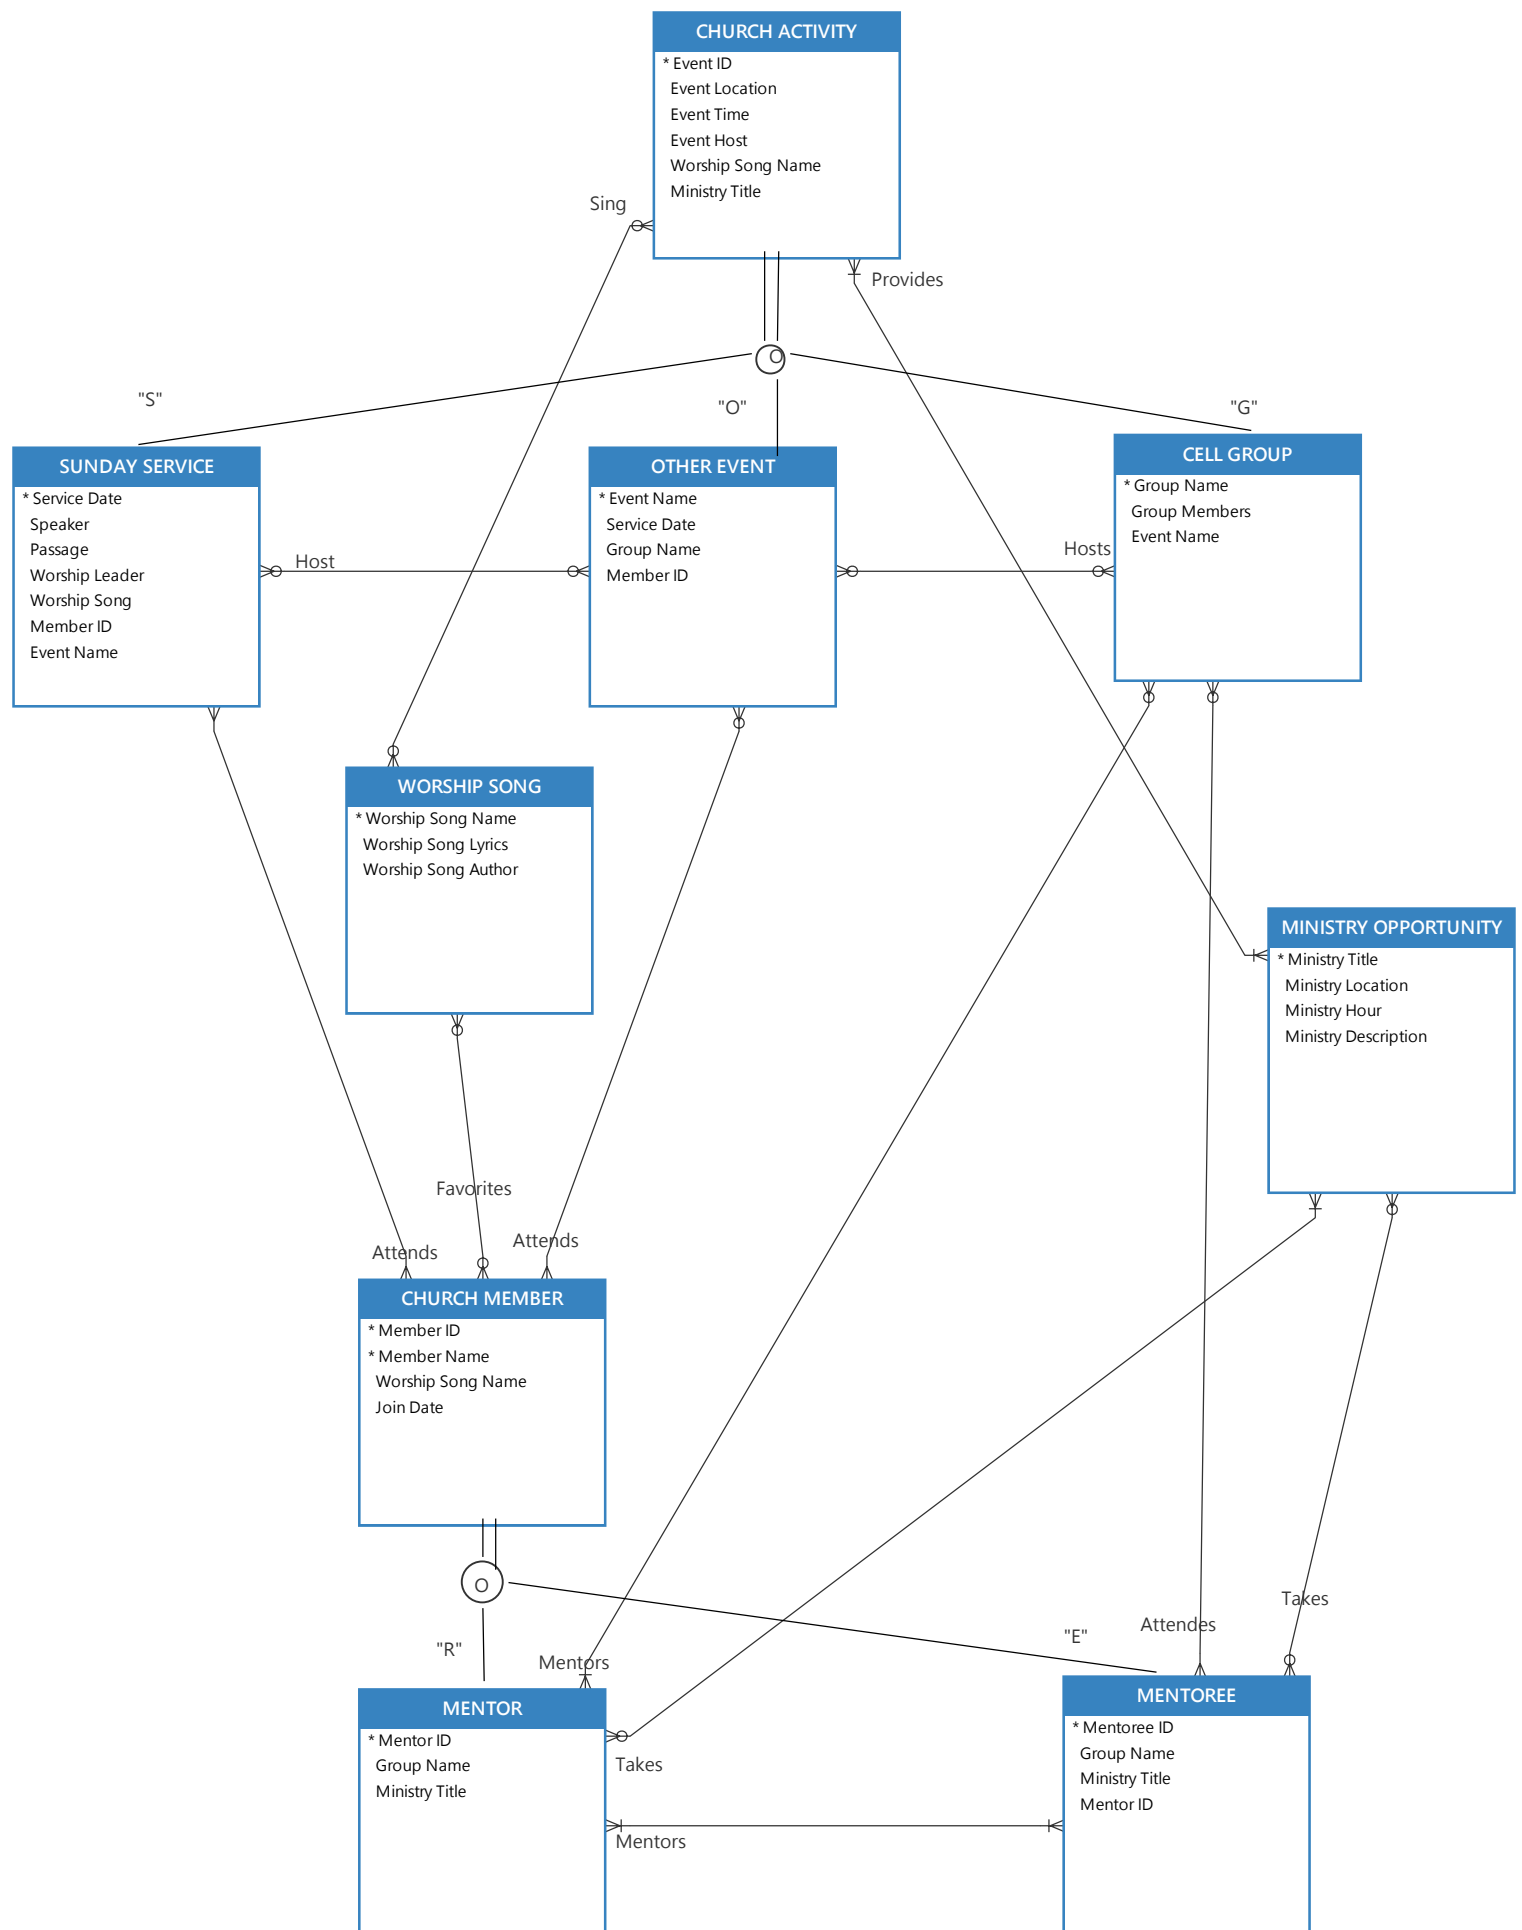 CHURCH ACTIVITY
* Event ID
Event Location
Event Time
Event Host
Worship Song Name
Ministry Title
Sing
Provides
O
"S"
"O"
"G"
SUNDAY SERVICE
* Service Date
Speaker
Passage
Worship Leader
Worship Song
Member ID
Event Name
Host
OTHER EVENT
* Event Name
Service Date
Group Name
Member ID
Hosts
CELL GROUP
* Group Name
Group Members
Event Name
WORSHIP SONG
* Worship Song Name
Worship Song Lyrics
Worship Song Author
MINISTRY OPPORTUNITY
* Ministry Title
Ministry Location
Ministry Hour
Ministry Description
Favorites
Attends
Attends
CHURCH MEMBER
* Member ID
* Member Name
Worship Song Name
Join Date
O
"R"
"E"
Mentors
Attendes
Takes
MENTOR
* Mentor ID
Group Name
Ministry Title
Takes
Mentors
MENTOREE
* Mentoree ID
Group Name
Ministry Title
Mentor ID